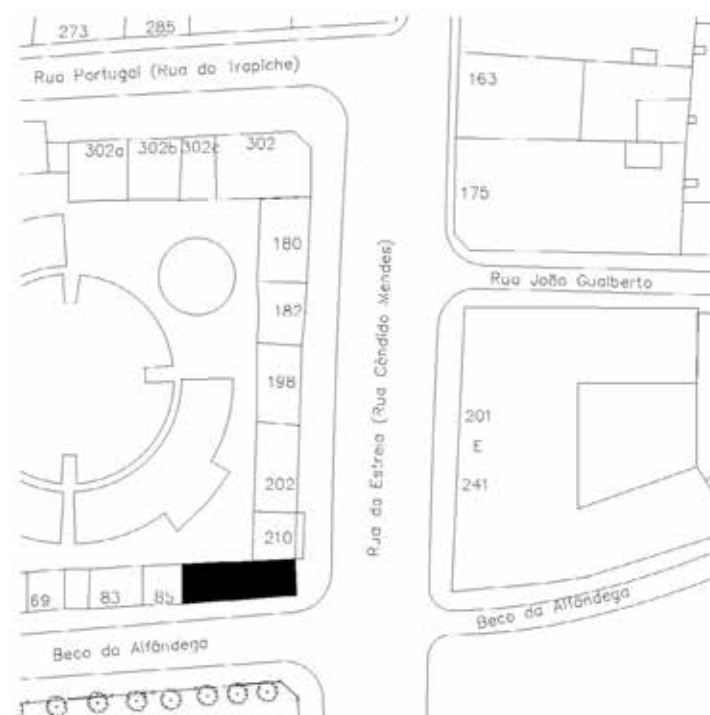 273
285
Rua Portugal (Rua do Irapiche)
163
302a
302b
302c
302
175
180
Rua João Gualberto
182
Rua da Estrela (Rua Cândido Mendes)
198
201
E
241
202
210
69
83
85
Beco da Alfândega
Beco da Alfândega